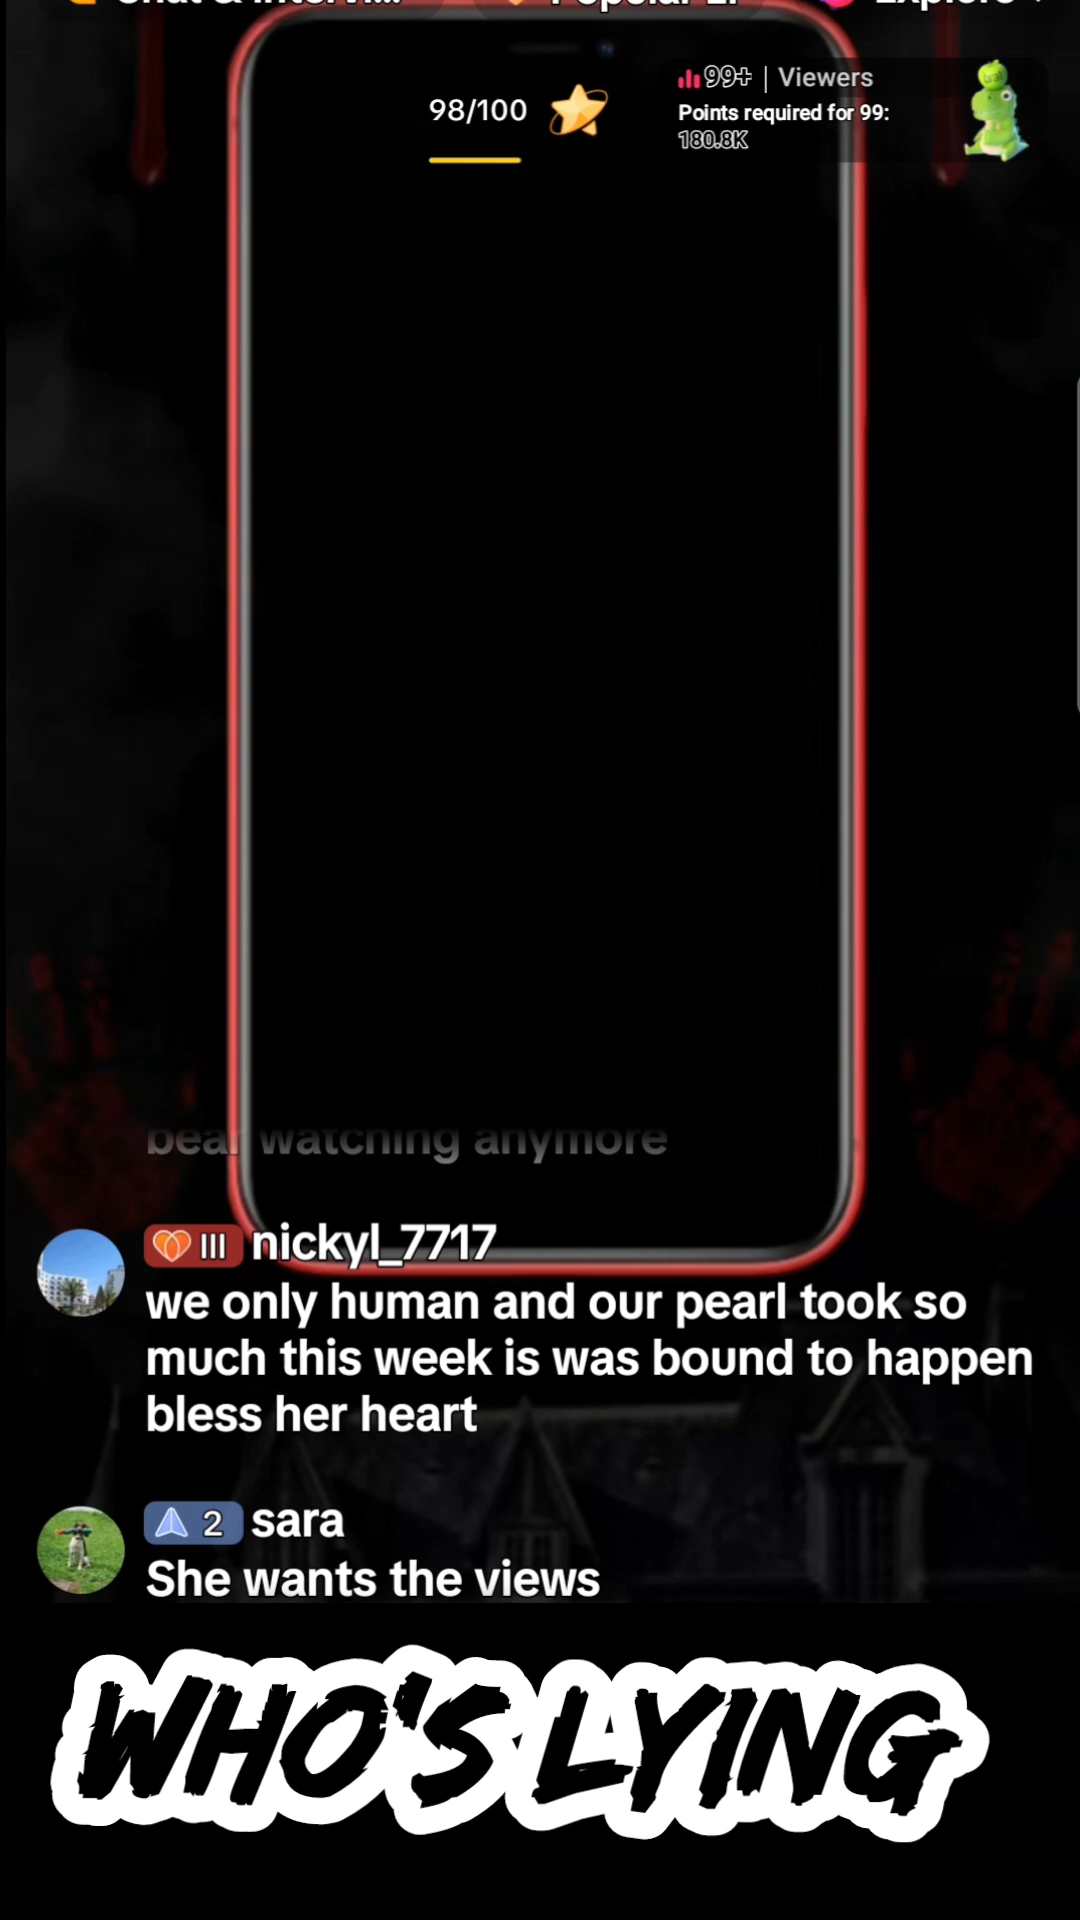 98/100
99+ | Viewers
Points required for 99:
180.8K
bear watching anymore
III nickyl_7717
we only human and our pearl took so
much this week is was bound to happen
bless her heart
2 sara
She wants the views
WHO'S LYING